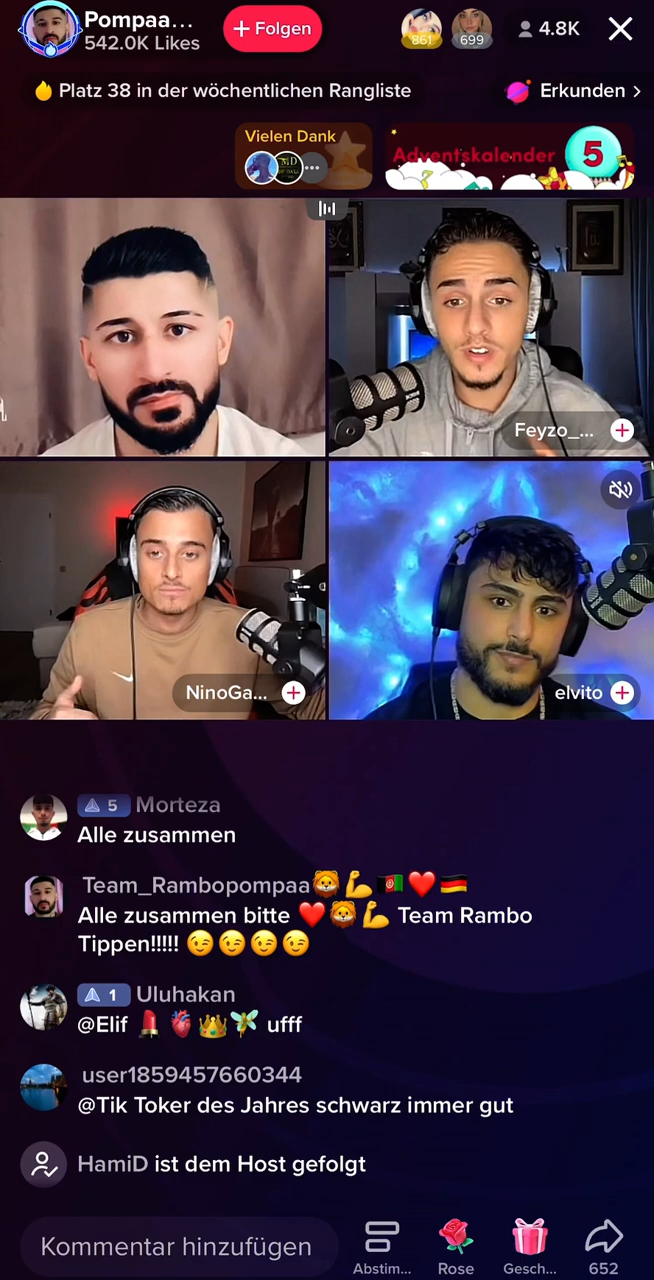 Pompaa...
542.0K Likes
+ Folgen
861
699
4.8K
Platz 38 in der wöchentlichen Rangliste
Erkunden >
Vielen Dank
Adventskalender
5
Feyzo_...
NinoGa...
elvito
5 Morteza
Alle zusammen
Team_Rambopompaa🦁💪🇦🇫❤️🇩🇪
Alle zusammen bitte ❤️🦁💪 Team Rambo
Tippen!!!!! 😉😉😉😉
1 Uluhakan
@Elif 💄🫀👑🧚 ufff
user1859457660344
@Tik Toker des Jahres schwarz immer gut
HamiD ist dem Host gefolgt
Kommentar hinzufügen
Abstim...
Rose
Gesch...
652